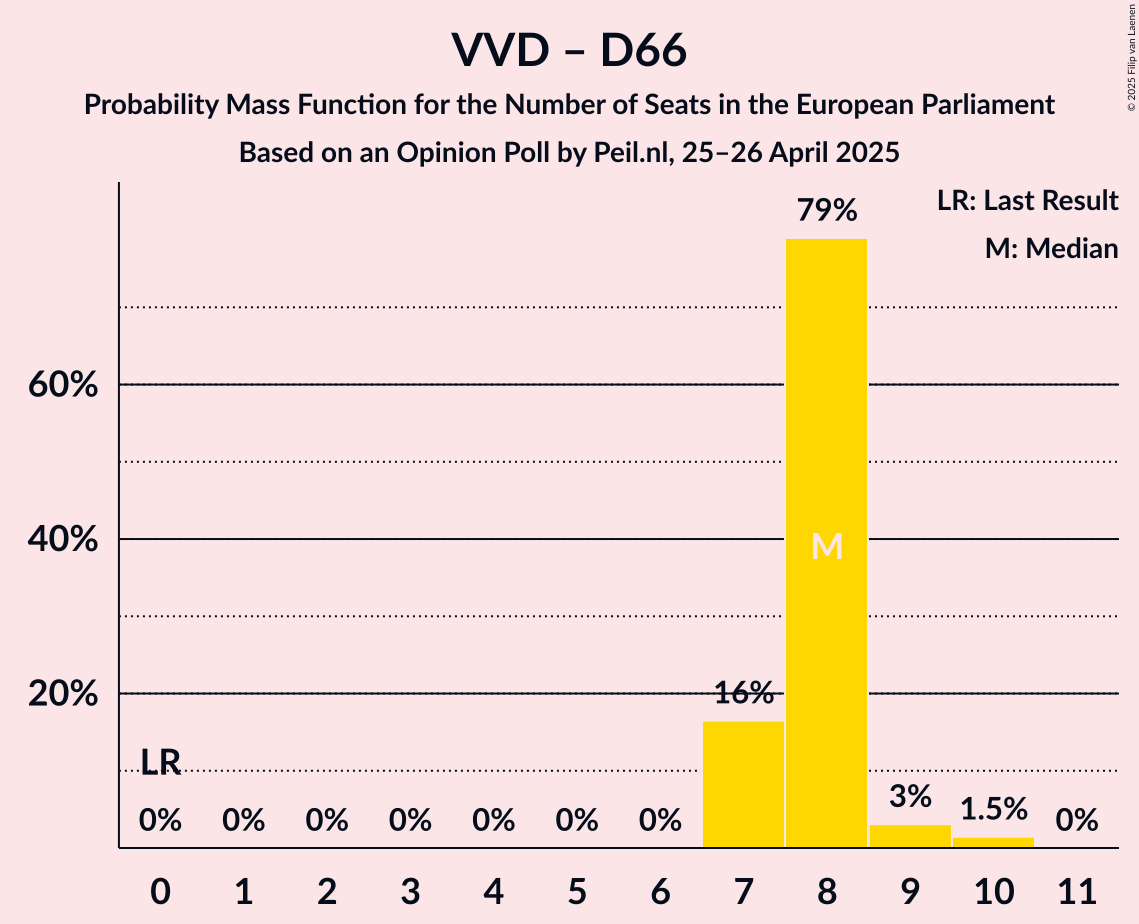 VVD – D66
Probability Mass Function for the Number of Seats in the European Parliament
Based on an Opinion Poll by Peil.nl, 25–26 April 2025
© 2025 Filip van Laenen
LR: Last Result
M: Median
79%
60%
40%
M
20%
16%
LR
0% 0% 0% 0% 0% 0% 0% 3% 1.5% 0%
0 1 2 3 4 5 6 7 8 9 10 11